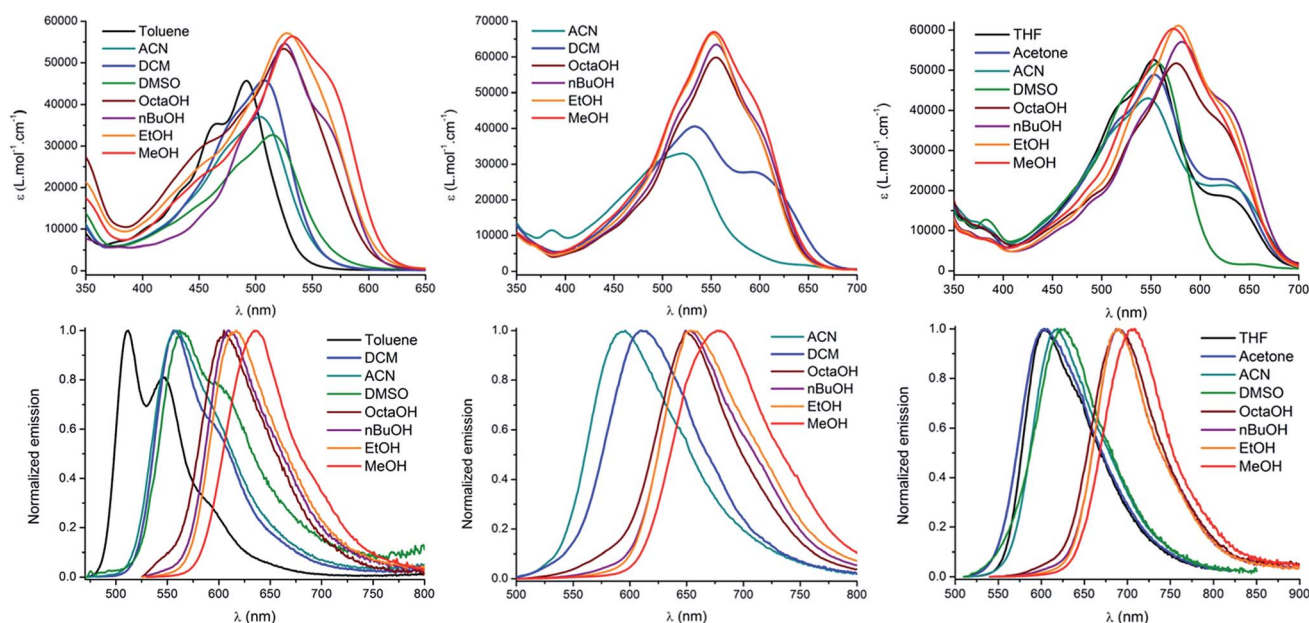 60000
50000
40000
30000
20000
10000
0
ε (L.mol⁻¹.cm⁻¹)
Toluene
ACN
DCM
DMSO
OctaOH
nBuOH
EtOH
MeOH
350 400 450 500 550 600 650
λ (nm)
70000
60000
50000
40000
30000
20000
10000
0
ε (L.mol⁻¹.cm⁻¹)
ACN
DCM
OctaOH
nBuOH
EtOH
MeOH
350 400 450 500 550 600 650 700
λ (nm)
60000
50000
40000
30000
20000
10000
0
ε (L.mol⁻¹.cm⁻¹)
THF
Acetone
ACN
DMSO
OctaOH
nBuOH
EtOH
MeOH
350 400 450 500 550 600 650 700
λ (nm)
1.0
0.8
0.6
0.4
0.2
0.0
Normalized emission
Toluene
DCM
ACN
DMSO
OctaOH
nBuOH
EtOH
MeOH
500 550 600 650 700 750 800
λ (nm)
1.0
0.8
0.6
0.4
0.2
0.0
Normalized emission
ACN
DCM
OctaOH
nBuOH
EtOH
MeOH
500 550 600 650 700 750 800
λ (nm)
1.0
0.8
0.6
0.4
0.2
0.0
Normalized emission
THF
Acetone
ACN
DMSO
OctaOH
nBuOH
EtOH
MeOH
500 550 600 650 700 750 800 850 900
λ (nm)